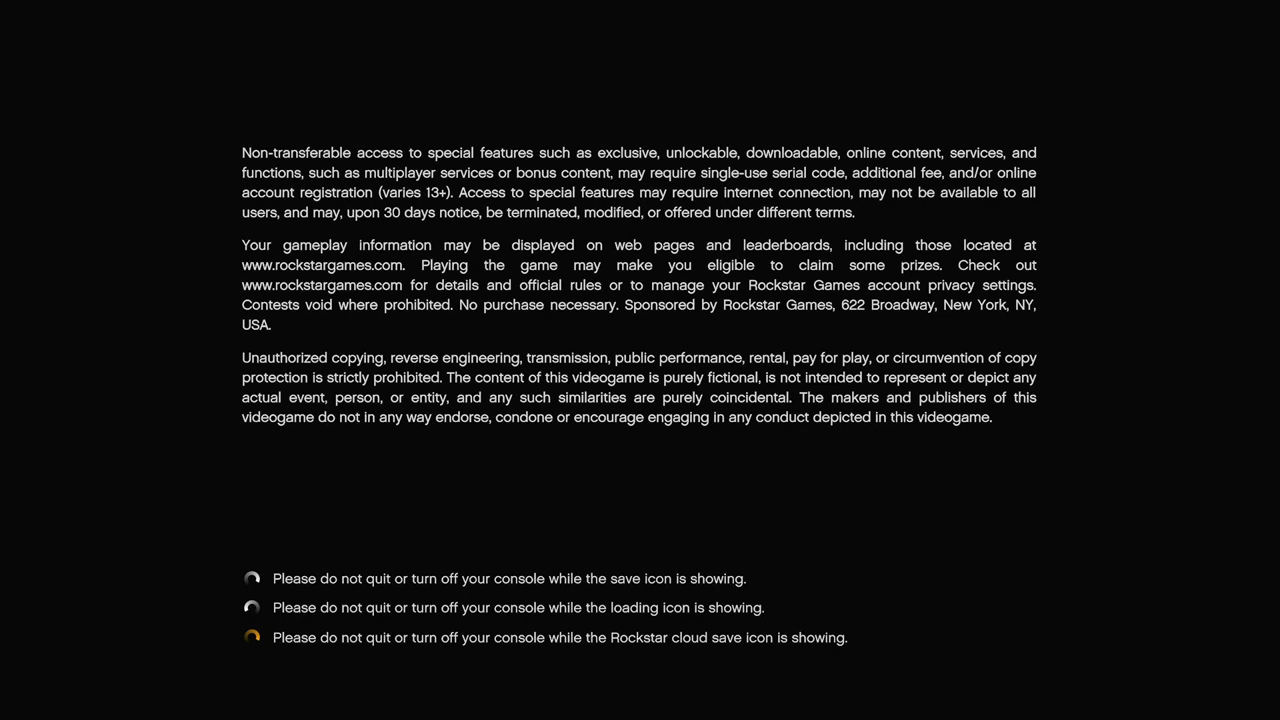 Non-transferable access to special features such as exclusive, unlockable, downloadable, online content, services, and
functions, such as multiplayer services or bonus content, may require single-use serial code, additional fee, and/or online
account registration (varies 13+). Access to special features may require internet connection, may not be available to all
users, and may, upon 30 days notice, be terminated, modified, or offered under different terms.
Your gameplay information may be displayed on web pages and leaderboards, including those located at
www.rockstargames.com. Playing the game may make you eligible to claim some prizes. Check out
www.rockstargames.com for details and official rules or to manage your Rockstar Games account privacy settings.
Contests void where prohibited. No purchase necessary. Sponsored by Rockstar Games, 622 Broadway, New York, NY,
USA.
Unauthorized copying, reverse engineering, transmission, public performance, rental, pay for play, or circumvention of copy
protection is strictly prohibited. The content of this videogame is purely fictional, is not intended to represent or depict any
actual event, person, or entity, and any such similarities are purely coincidental. The makers and publishers of this
videogame do not in any way endorse, condone or encourage engaging in any conduct depicted in this videogame.
Please do not quit or turn off your console while the save icon is showing.
Please do not quit or turn off your console while the loading icon is showing.
Please do not quit or turn off your console while the Rockstar cloud save icon is showing.